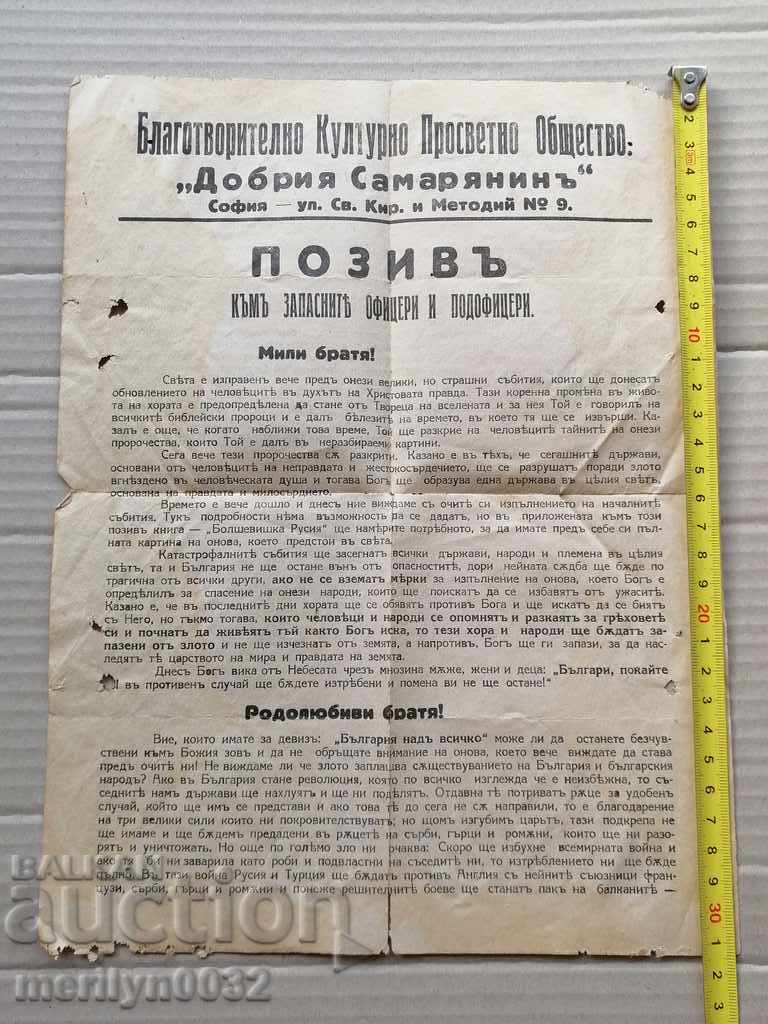 Благотворително Културно Просветно Общество:
„Добрия Самарянинъ“
София — ул. Св. Кир. и Методий № 9.
ПОЗИВЪ
КЪМЪ ЗАПАСНИТѢ ОФИЦЕРИ И ПОДОФИЦЕРИ.
Мили братя!
Свѣта е изправенъ вече предъ онези велики, но страшни събития, които ще донесатъ
обновлението на человѣцитѣ въ духътъ на Христовата правда. Тази коренна промѣна въ живо-
та на хората е предопредѣлена да стане отъ Твореца на вселената и за нея Той е говорилъ на
всичкитѣ библейски пророци и е далъ бѣлезитѣ на времето, въ което тя ще се извърши. Ка-
залъ е още, че когато наближи това време, Той ще разкрие на человѣцитѣ тайнитѣ на онези
пророчества, които Той е далъ въ неразбираеми картини.
Сега вече тези пророчества сѫ разкрити. Казано е въ тѣхъ, че сегашнитѣ държави,
основани отъ человѣцитѣ на неправдата и жестокосърдечието, ще се разрушатъ поради злото
вгнѣздено въ человѣческата душа и тогава Богъ ще образува една държава въ цѣлия свѣтъ,
основана на правдата и милосърдието.
Времето е вече дошло и днесъ ние виждаме съ очитѣ си изпълнението на началнитѣ
събития. Тукъ подробности нѣма възможность да се дадатъ, но въ приложената къмъ този
позивъ книга — „Болшевишка Русия“ ще намѣрите потрѣбното, за да имате предъ себе си пъл-
ната картина на онова, което предстои въ свѣта.
Катастрофалнитѣ събития ще засегнатъ всички държави, народи и племена въ цѣлия
свѣтъ, та и България не ще остане вънъ отъ опасноститѣ, дори нейната сѫдба ще бѫде по
трагична отъ всички други, ако не се взематъ мѣрки за изпълнение на онова, което Богъ е
опредѣлилъ за спасение на онези народи, които ще поискатъ да се избавятъ отъ ужаситѣ.
Казано е, че въ последнитѣ дни хората ще се обявятъ противъ Бога и ще искатъ да се биятъ
съ Него, но тъкмо тогава, които человѣци и народи се опомнятъ и разкаятъ за грѣховетѣ
си и почнатъ да живѣятъ тъй както Богъ иска, то тези хора и народи ще бѫдатъ запа-
пазени отъ злото и не ще изчезнатъ отъ земята, а напротивъ, Богъ ще ги запази, за да нас-
ледятъ тѣ царството на мира и правдата на земята.
Днесъ Богъ вика отъ Небесата чрезъ мнозина мѫже, жени и деца: „Българи, покайте
въ противенъ случай ще бѫдете изтрѣбени и помена ви не ще остане!“
Родолюбиви братя!
Вие, които имате за девизъ: „България надъ всичко“ може ли да останете безчув-
ствени къмъ Божия зовъ и да не обръщате внимание на онова, което вече виждате да става
предъ очитѣ ни! Не виждаме ли че злото заплашва сѫществуването на България и българския
народъ? Ако въ България стане революция, която по всичко изглежда че е неизбѣжна, то съ-
седнитѣ намъ държави ще нахлуятъ и ще ни подѣлятъ. Отдавна тѣ потриватъ рѫце за удобенъ
случай, който ще имъ се представи и ако това тѣ до сега не сѫ направили, то е благодарение
на три велики сили които ни покровителствуватъ; но щомъ изгубимъ царьтъ, тази подкрепа не
ще имаме и ще бѫдемъ предадени въ рѫцетѣ на сърби, гърци и ромѫни, които ще ни разо-
рятъ и уничтожатъ. Но още по голѣмо зло ни очаква: Скоро ще избухне всемирната война и
ако тя би ни заварила като роби и подвластни на съседитѣ ни, то изтрѣблението ни ще бѫде
пълно. Въ тази война Русия и Турция ще бѫдатъ противъ Англия съ нейнитѣ съюзници фран-
цузи, сърби, гърци и ромѫни и понеже решителнитѣ боеве ще станатъ пакъ на балканитѣ —
БАЛКАН
auction
merilyn0032